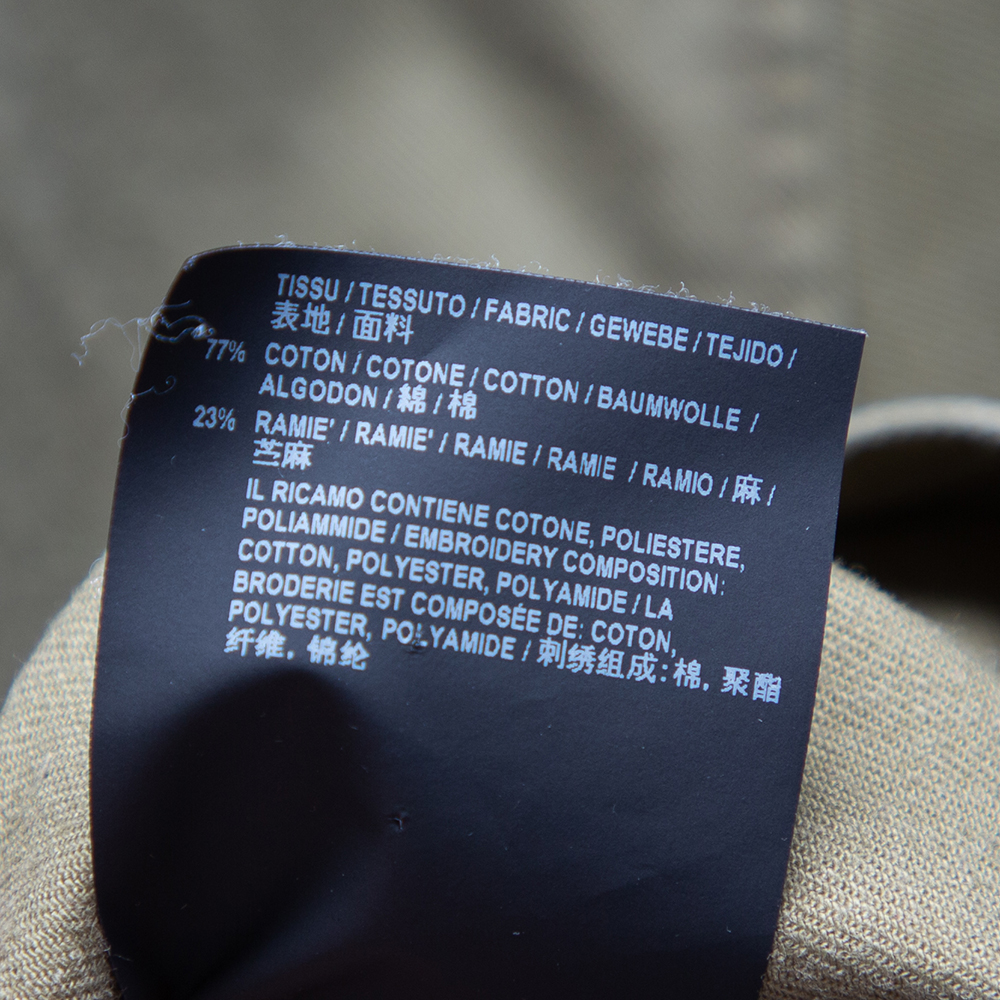 TISSU / TESSUTO / FABRIC / GEWEBE / TEJIDO /
表地 / 面料
77% COTON / COTONE / COTTON / BAUMWOLLE /
ALGODON / 綿 / 棉
23% RAMIE' / RAMIE' / RAMIE / RAMIE / RAMIO / 麻 /
苎麻
IL RICAMO CONTIENE COTONE, POLIESTERE,
POLIAMMIDE / EMBROIDERY COMPOSITION:
COTTON, POLYESTER, POLYAMIDE / LA
BRODERIE EST COMPOSÉE DE: COTON,
POLYESTER, POLYAMIDE / 刺绣组成: 棉, 聚酯
纤维, 锦纶